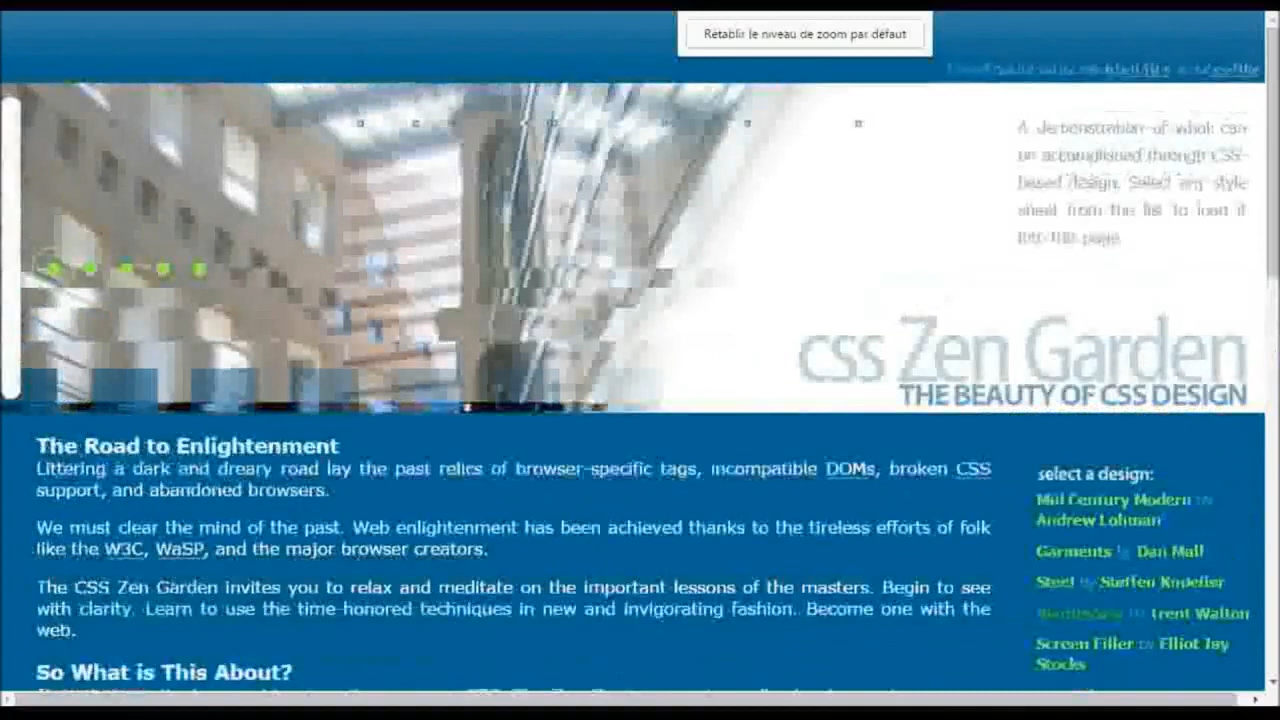 Rétablir le niveau de zoom par défaut
A demonstration of what can
be accomplished through CSS-
based design. Select any style
sheet from the list to load it
into this page.
css Zen Garden
THE BEAUTY OF CSS DESIGN
The Road to Enlightenment
Littering a dark and dreary road lay the past relics of browser-specific tags, incompatible DOMs, broken CSS
support, and abandoned browsers.
We must clear the mind of the past. Web enlightenment has been achieved thanks to the tireless efforts of folk
like the W3C, WaSP, and the major browser creators.
The CSS Zen Garden invites you to relax and meditate on the important lessons of the masters. Begin to see
with clarity. Learn to use the time-honored techniques in new and invigorating fashion. Become one with the
web.
So What is This About?
select a design:
Mid Century Modern by
Andrew Lohman
Garments by Dan Mall
Steel by Steffen Knoeller
Trent Walton
Screen Filler by Elliot Jay
Stocks